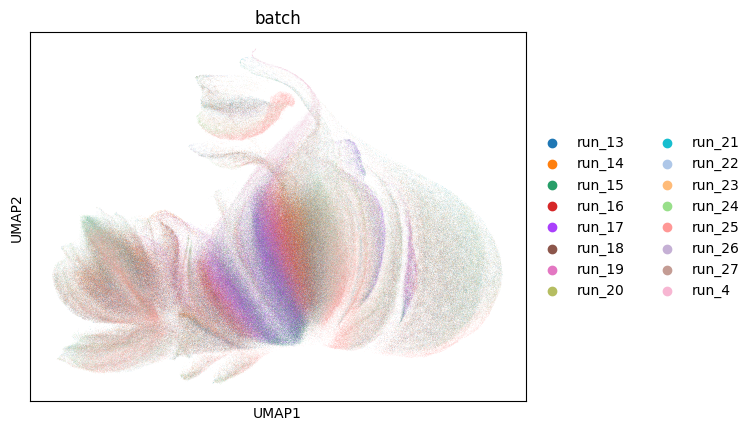 batch
UMAP2
UMAP1
run_13
run_14
run_15
run_16
run_17
run_18
run_19
run_20
run_21
run_22
run_23
run_24
run_25
run_26
run_27
run_4